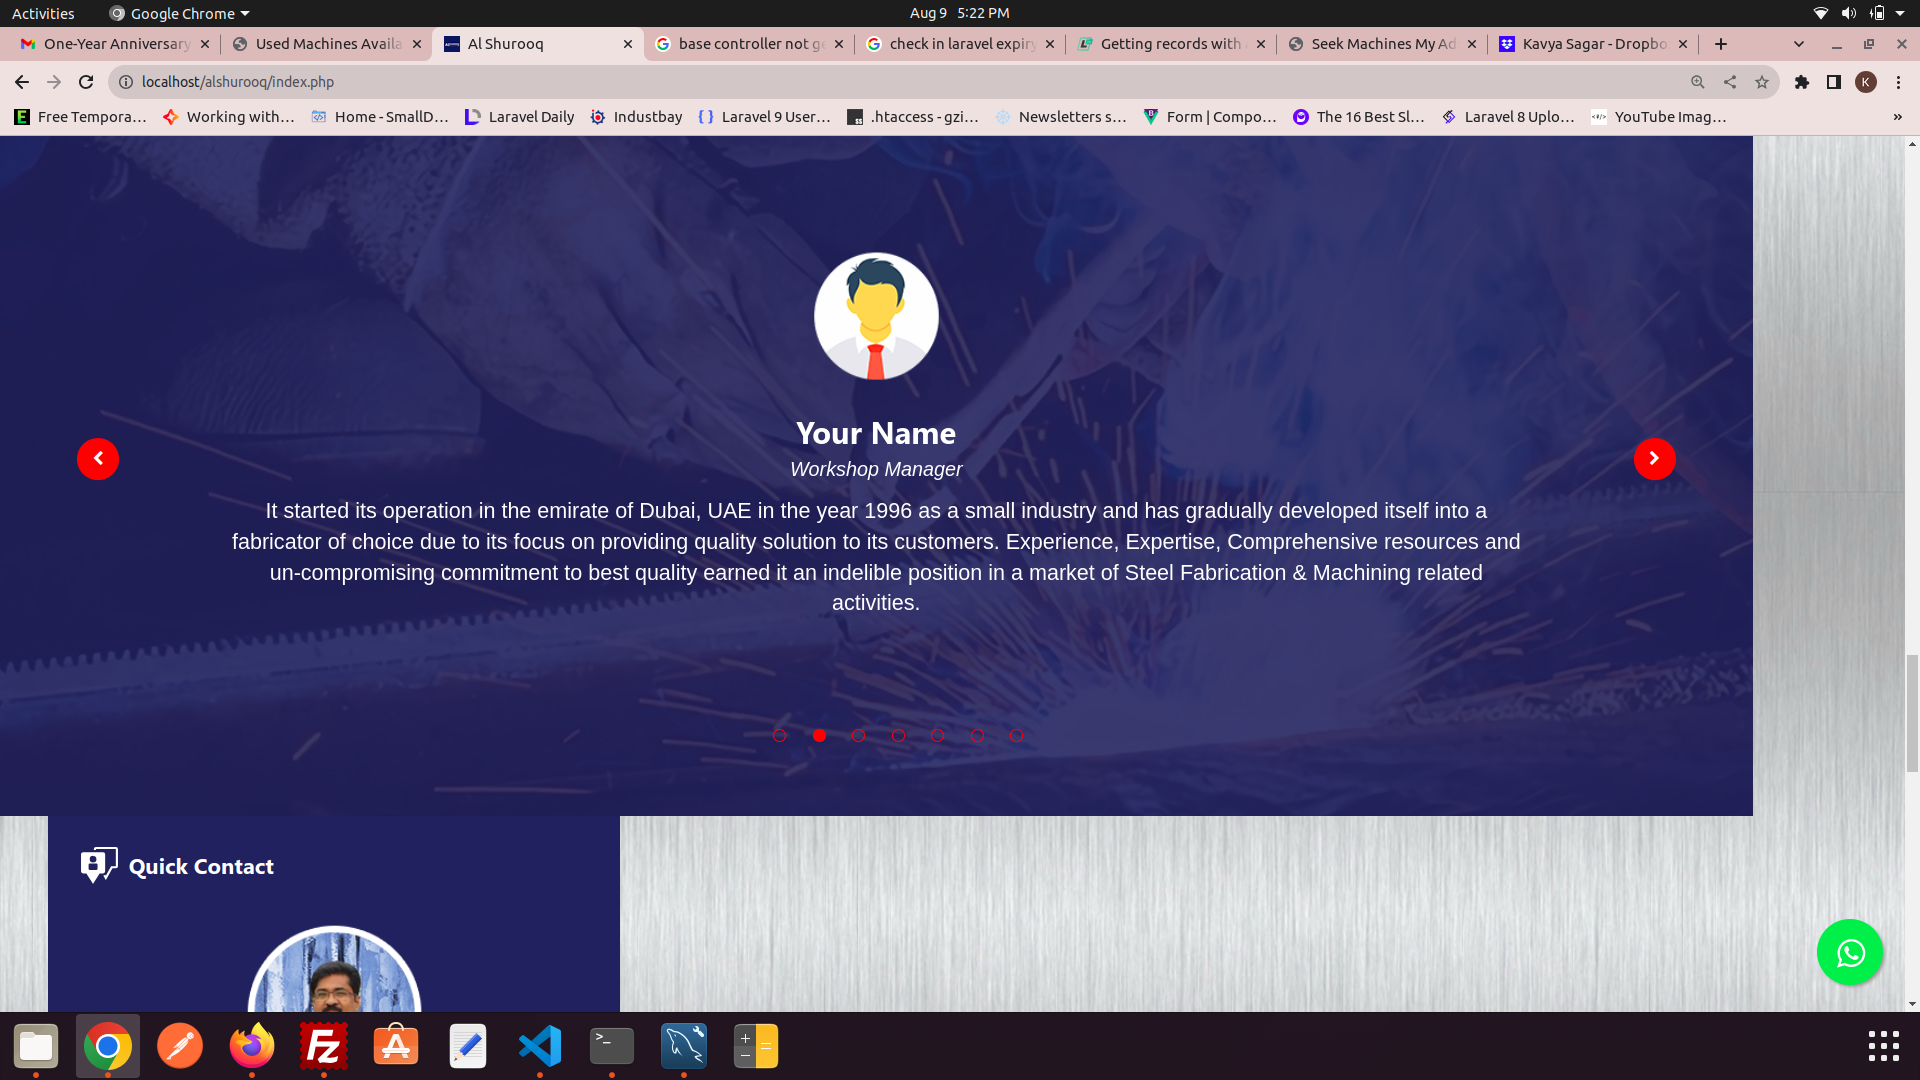 Activities
Google Chrome
Aug 9 5:22 PM
One-Year Anniversary
Used Machines Availa
Al Shurooq
base controller not ge
check in laravel expiry
Getting records with
Seek Machines My Ad
Kavya Sagar - Dropbo
localhost/alshurooq/index.php
K
Free Tempora…
Working with…
Home - SmallD…
Laravel Daily
Industbay
Laravel 9 User…
.htaccess - gzi…
Newsletters s…
Form | Compo…
The 16 Best Sl…
Laravel 8 Uplo…
YouTube Imag…
»
Your Name
Workshop Manager
It started its operation in the emirate of Dubai, UAE in the year 1996 as a small industry and has gradually developed itself into a
fabricator of choice due to its focus on providing quality solution to its customers. Experience, Expertise, Comprehensive resources and
un-compromising commitment to best quality earned it an indelible position in a market of Steel Fabrication & Machining related
activities.
Quick Contact